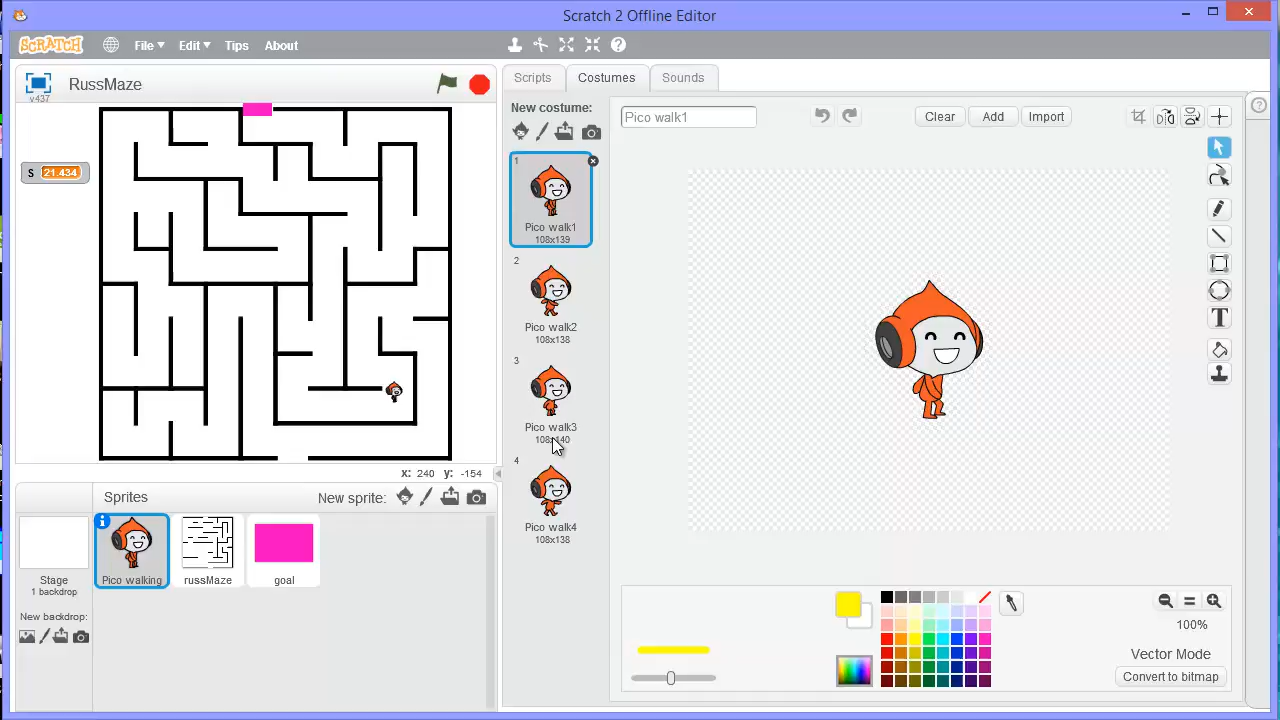 Scratch 2 Offline Editor
SCRATCH File Edit Tips About
RussMaze
v437
S 21.434
x: 240 y: -154
Sprites New sprite:
Stage
1 backdrop
New backdrop:
Pico walking
russMaze
goal
Scripts Costumes Sounds
New costume:
1
Pico walk1
108x139
2
Pico walk2
108x138
3
Pico walk3
108x140
4
Pico walk4
108x138
Pico walk1
Clear Add Import
T
100%
Vector Mode
Convert to bitmap